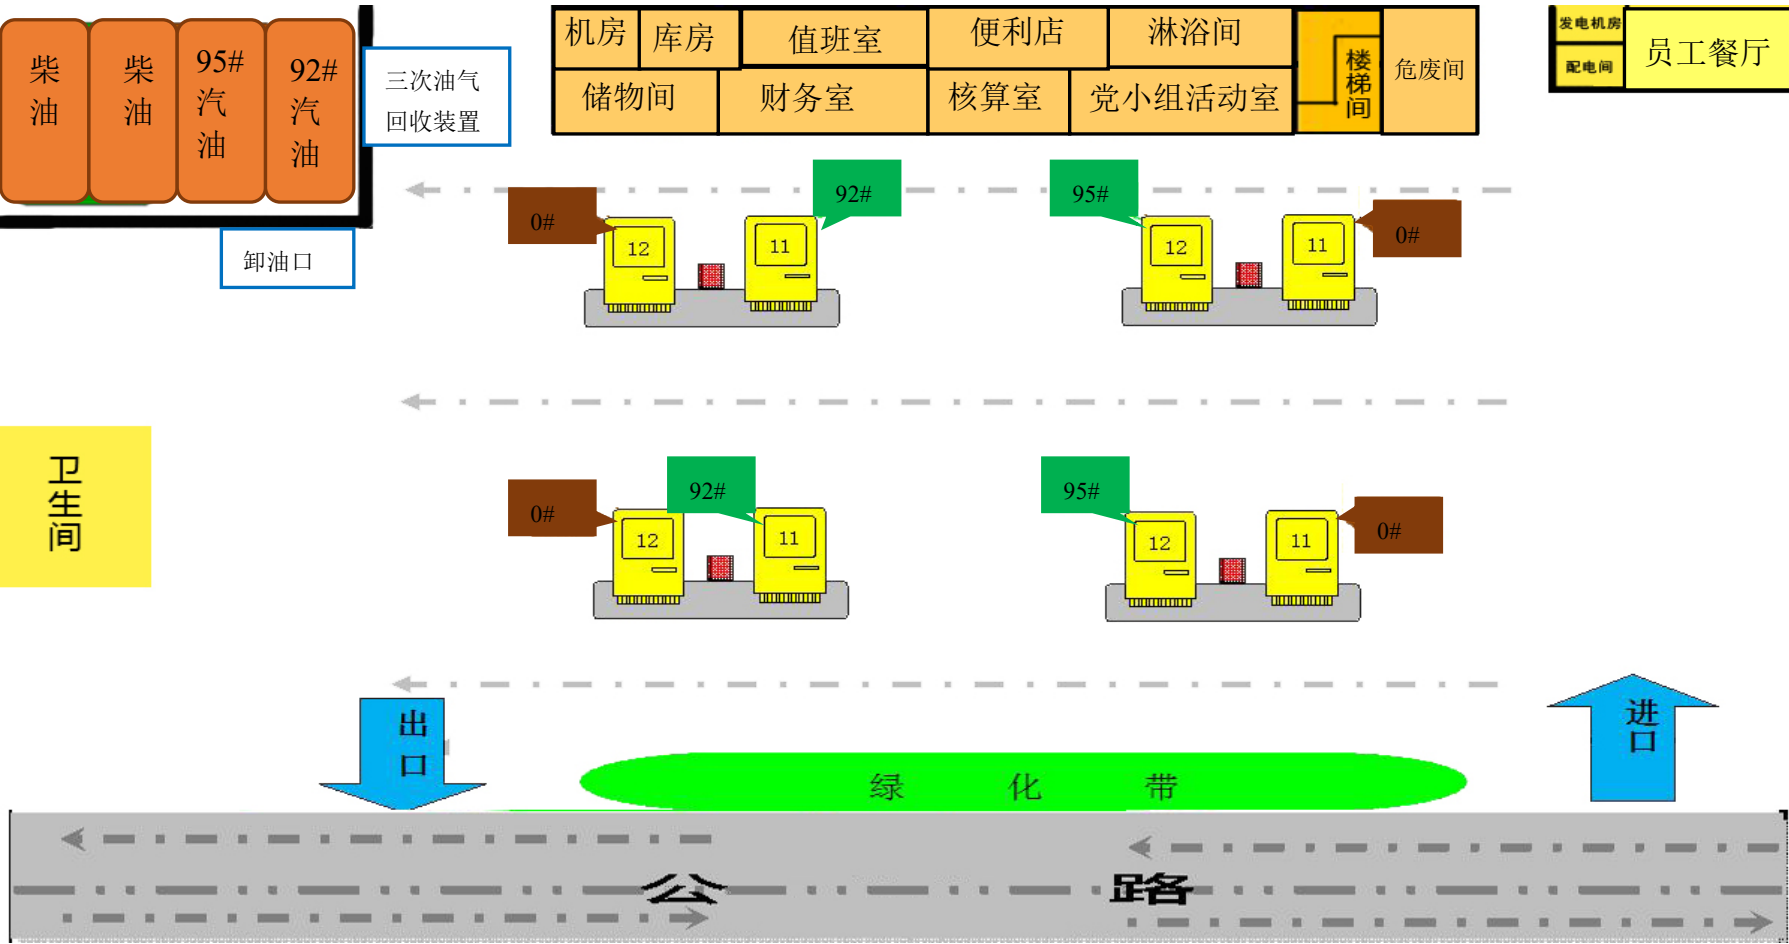 柴油
柴油
95#汽油
92#汽油
三次油气
回收装置
卸油口
机房
库房
值班室
便利店
淋浴间
储物间
财务室
核算室
党小组活动室
楼梯间
危废间
发电机房
配电间
员工餐厅
0#
12
11
92#
95#
12
11
0#
卫生间
0#
12
92#
11
95#
12
11
0#
出口
进口
绿化带
公路